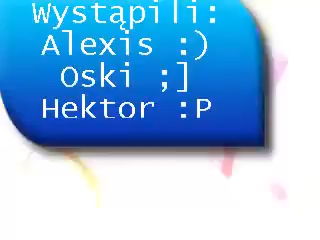 Wystąpili:
Alexis :)
Oski ;]
Hektor :P